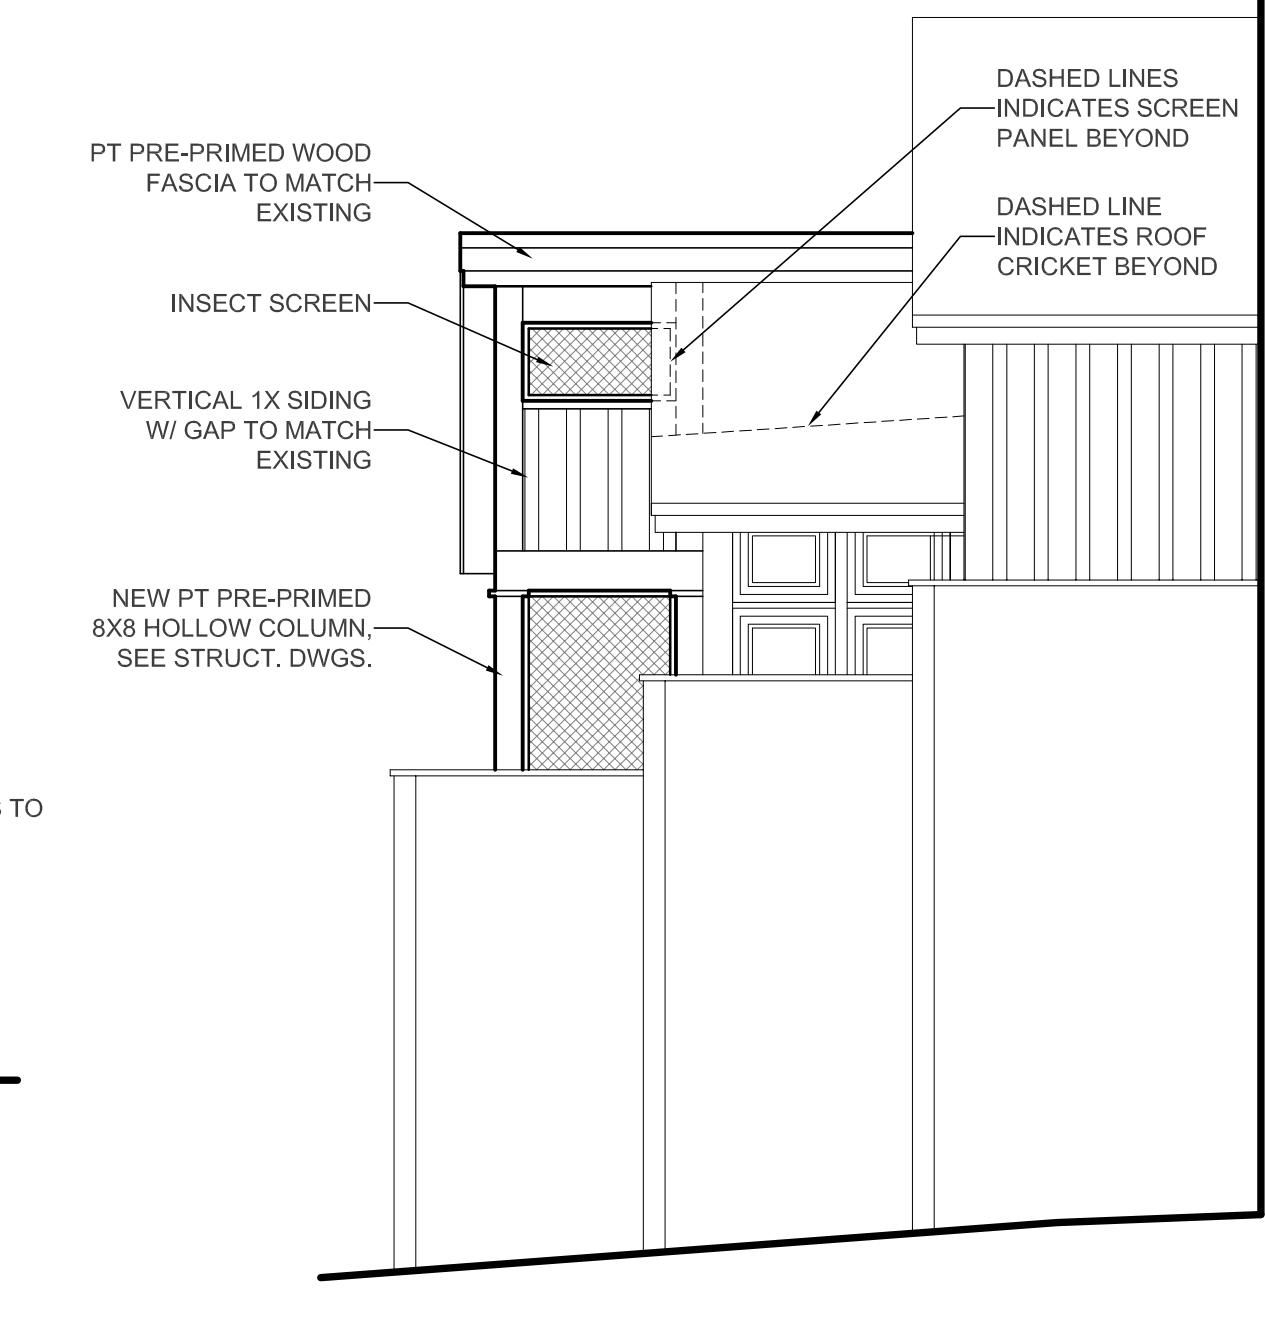 DASHED LINES
INDICATES SCREEN
PANEL BEYOND
PT PRE-PRIMED WOOD
FASCIA TO MATCH
EXISTING
DASHED LINE
INDICATES ROOF
CRICKET BEYOND
INSECT SCREEN
VERTICAL 1X SIDING
W/ GAP TO MATCH
EXISTING
NEW PT PRE-PRIMED
8X8 HOLLOW COLUMN,
SEE STRUCT. DWGS.
TO